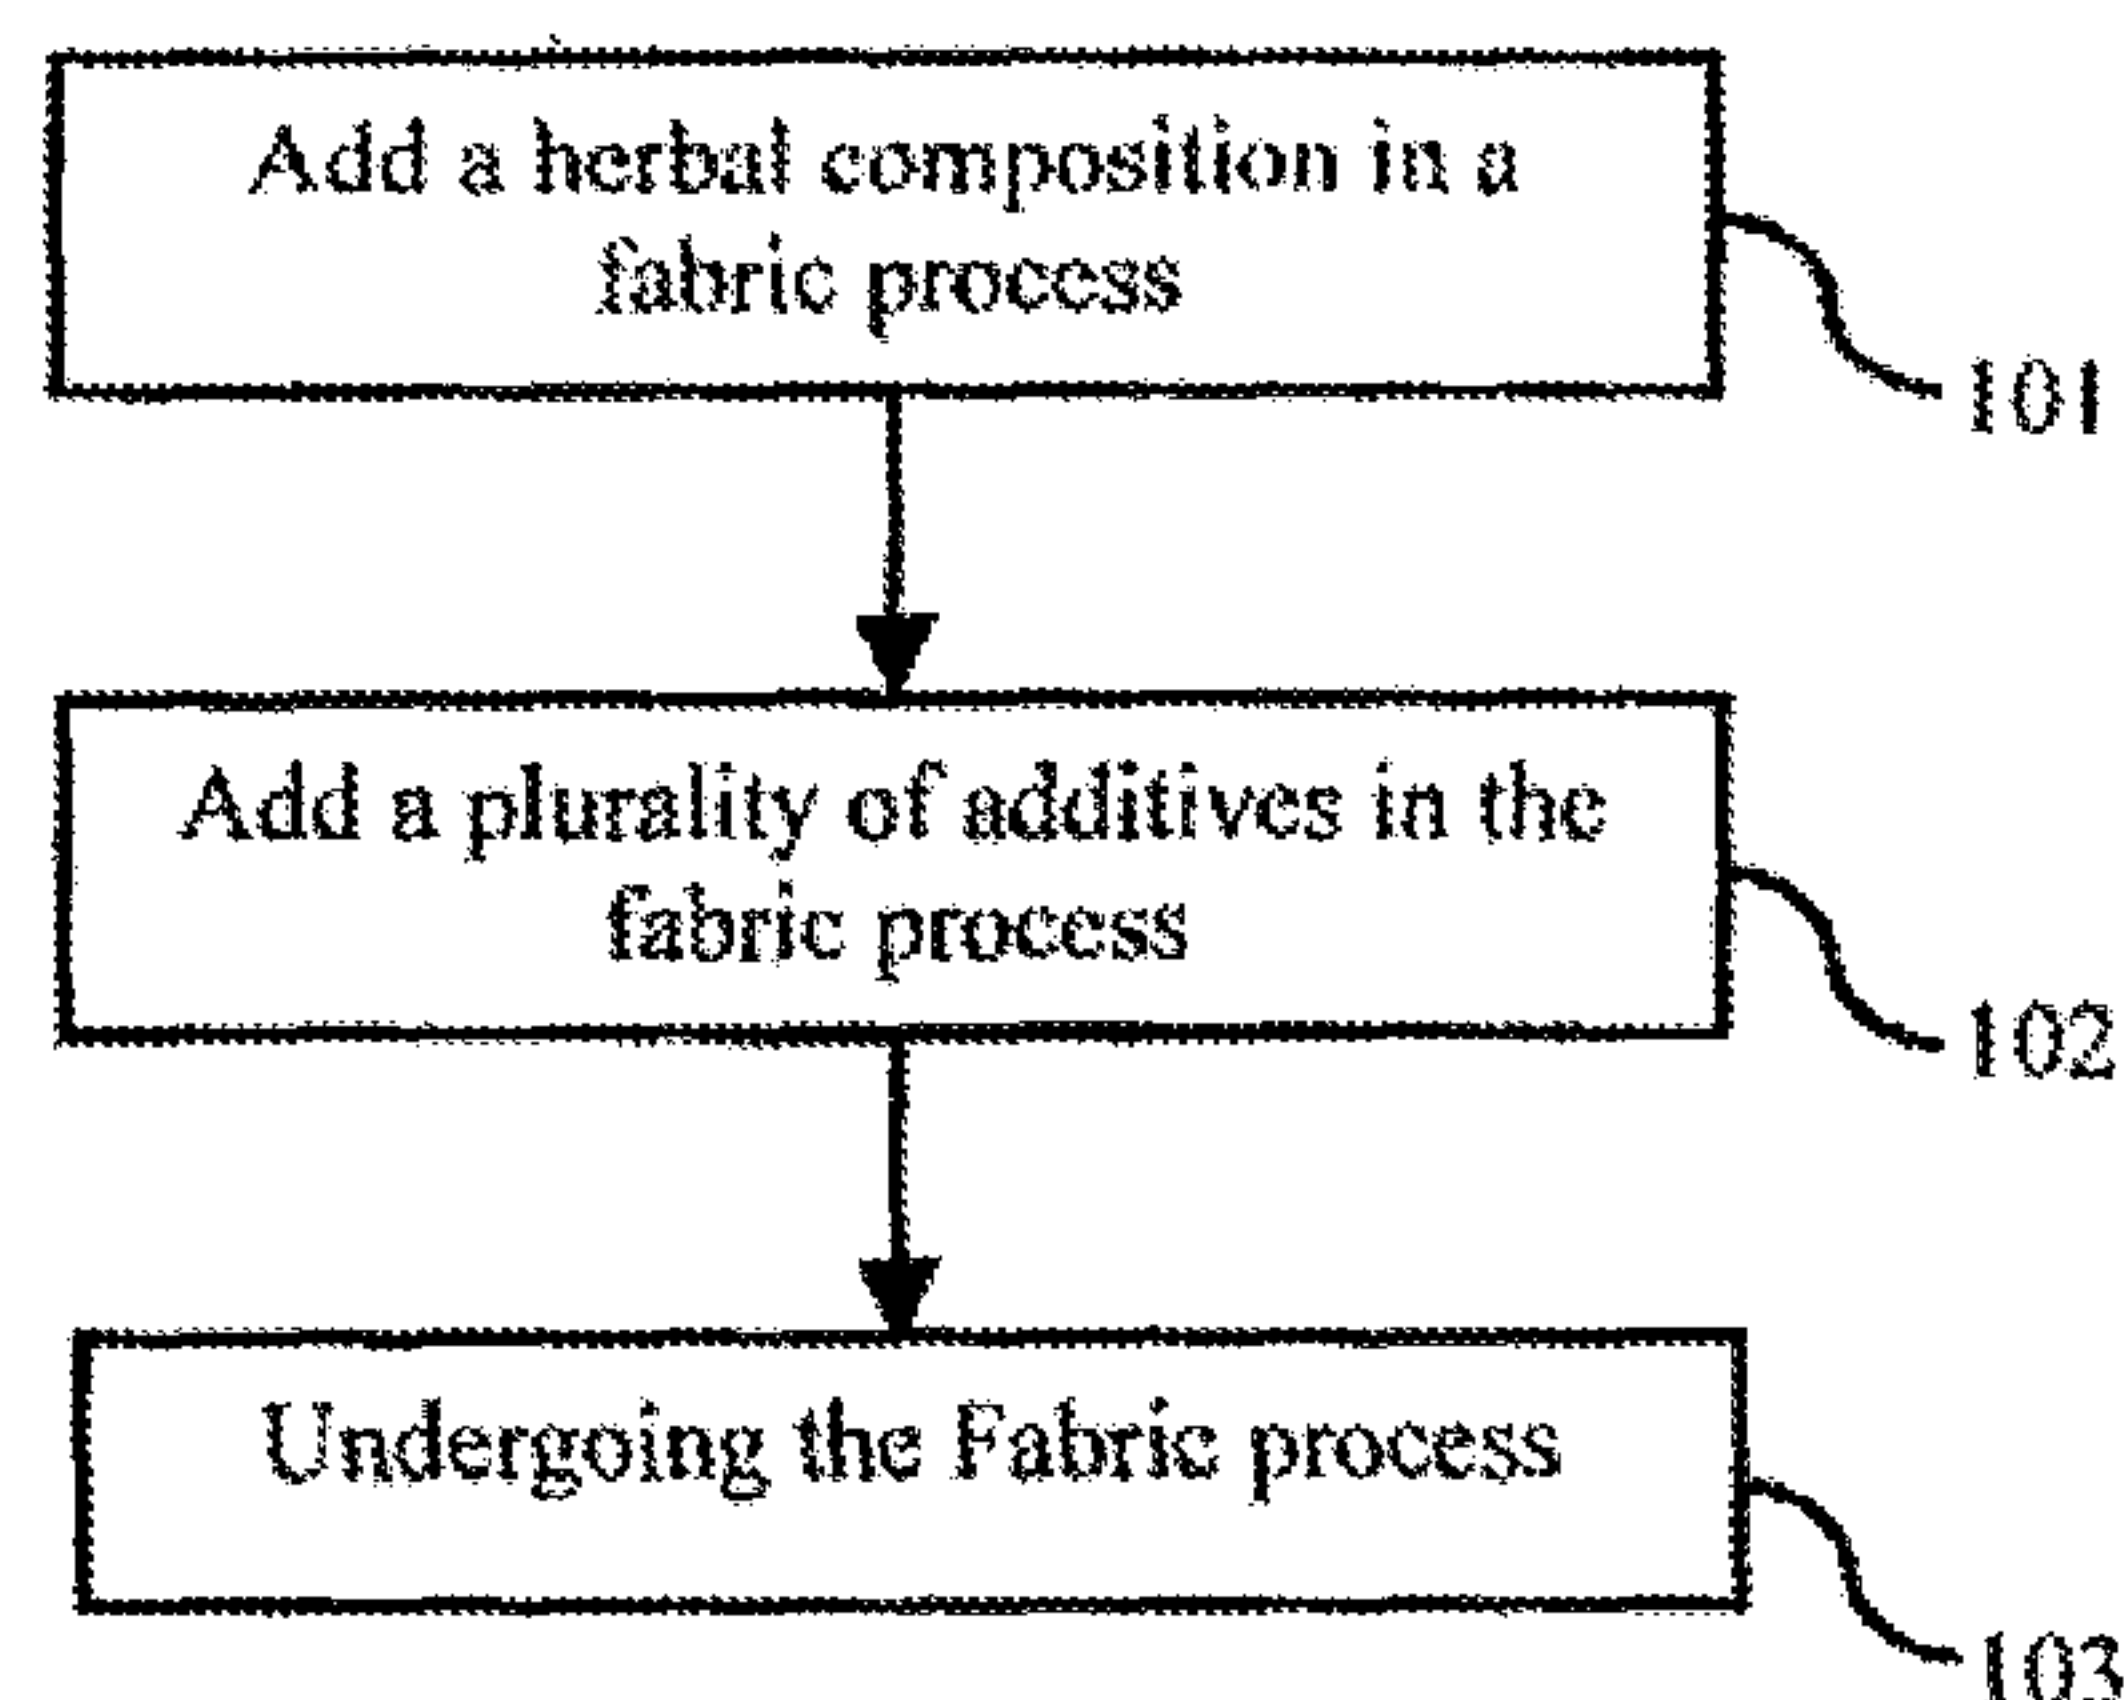 Add a herbal composition in a
fabric process
101
Add a plurality of additives in the
fabric process
102
Undergoing the Fabric process
103